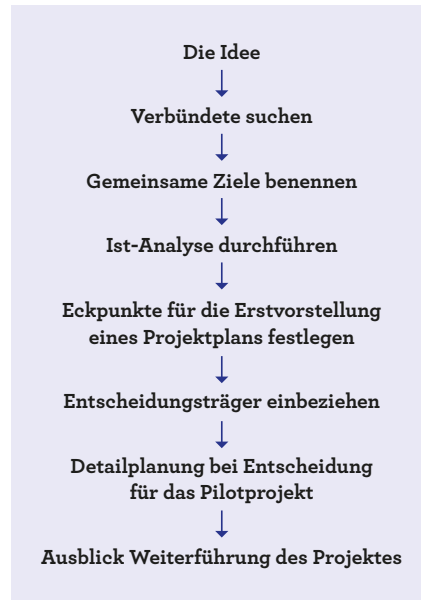 Die Idee
Verbündete suchen
Gemeinsame Ziele benennen
Ist-Analyse durchführen
Eckpunkte für die Erstvorstellung
eines Projektplans festlegen
Entscheidungsträger einbeziehen
Detailplanung bei Entscheidung
für das Pilotprojekt
Ausblick Weiterführung des Projektes